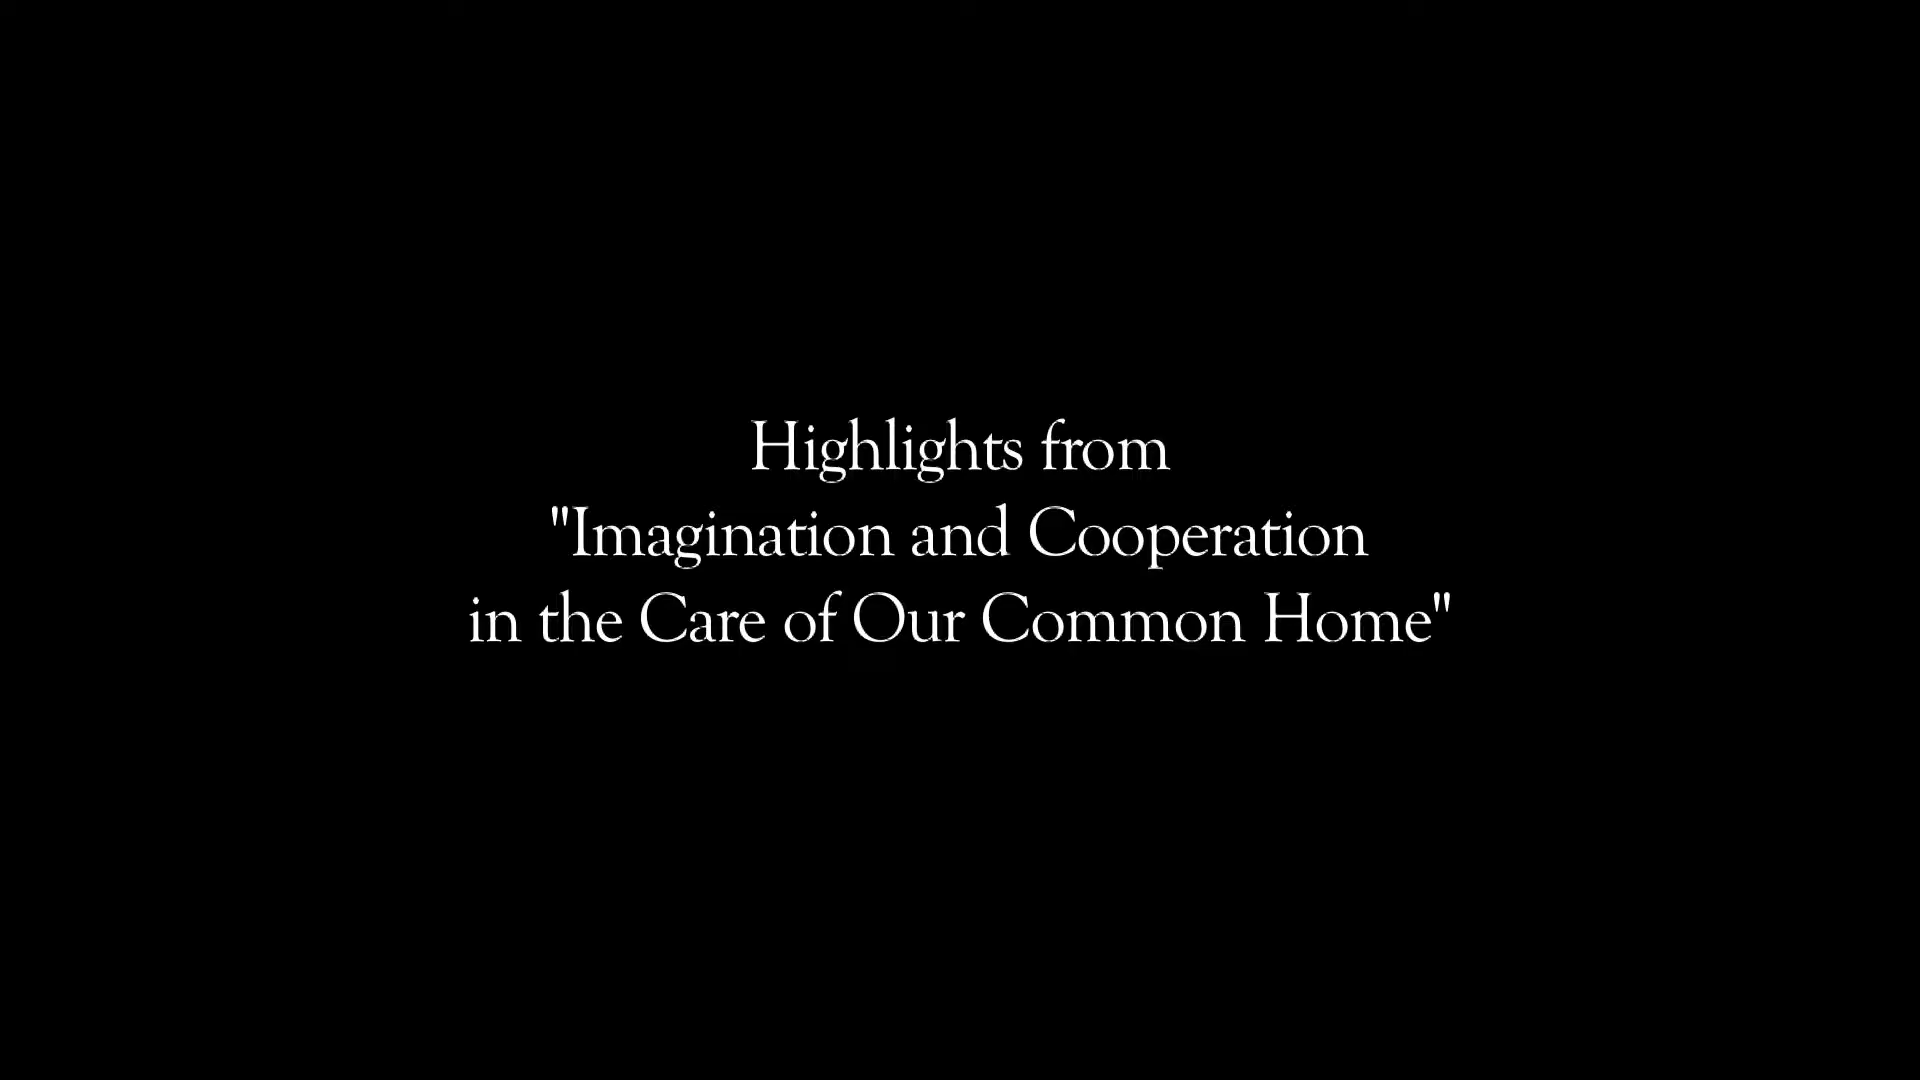 Highlights from
"Imagination and Cooperation
in the Care of Our Common Home"